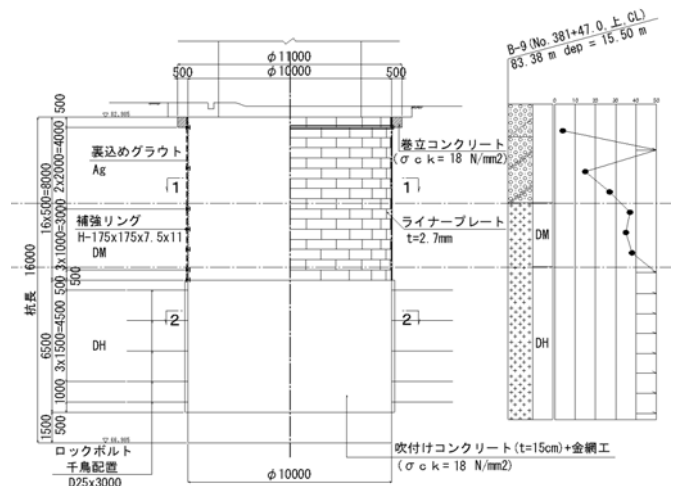 φ11000
500 φ10000 500
B-9 (No. 381+47.0, 上, CL)
83.38 m dep = 15.50 m
0 10 20 30 40 50
500
裏込めグラウト
Ag
巻立コンクリート
(σck= 18 N/mm2)
1 1
補強リング
H-175x175x7.5x11
DM
ライナープレート
t=2.7mm
DM
2x2000=4000
16x500=8000
3x1000=3000
500
500
16000
杭長
2 2
DH
DH
3x1500=4500
6500
1000
500
1500
ロックボルト
千鳥配置
D25x3000
φ10000
吹付けコンクリート(t=15cm)+金網工
(σck= 18 N/mm2)